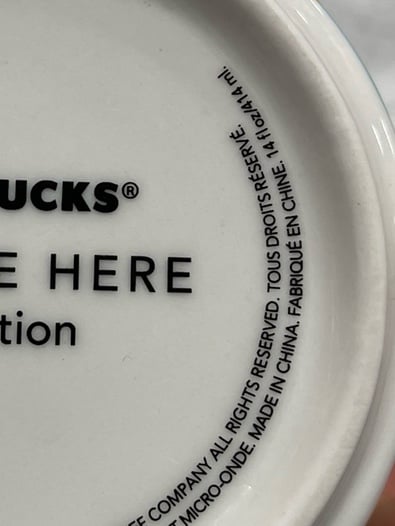 UCKS®
E HERE
tion
EE COMPANY ALL RIGHTS RESERVED. TOUS DROITS RÉSERVÉ.
T MICRO-ONDE. MADE IN CHINA. FABRIQUÉ EN CHINE. 14 fl oz/414 ml.